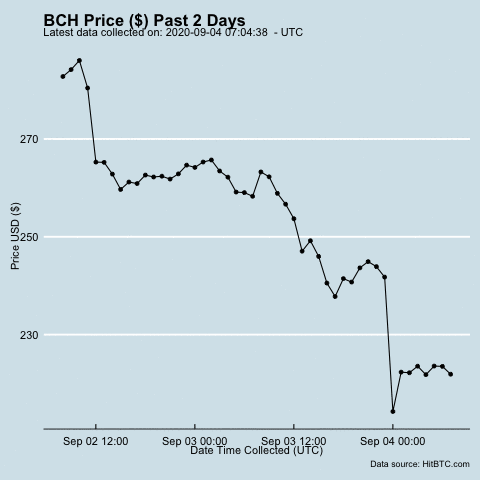 BCH Price ($) Past 2 Days
Latest data collected on: 2020-09-04 07:04:38  - UTC
270
250
230
Price USD ($)
Sep 02 12:00 Sep 03 00:00 Sep 03 12:00 Sep 04 00:00
Date Time Collected (UTC)
Data source: HitBTC.com